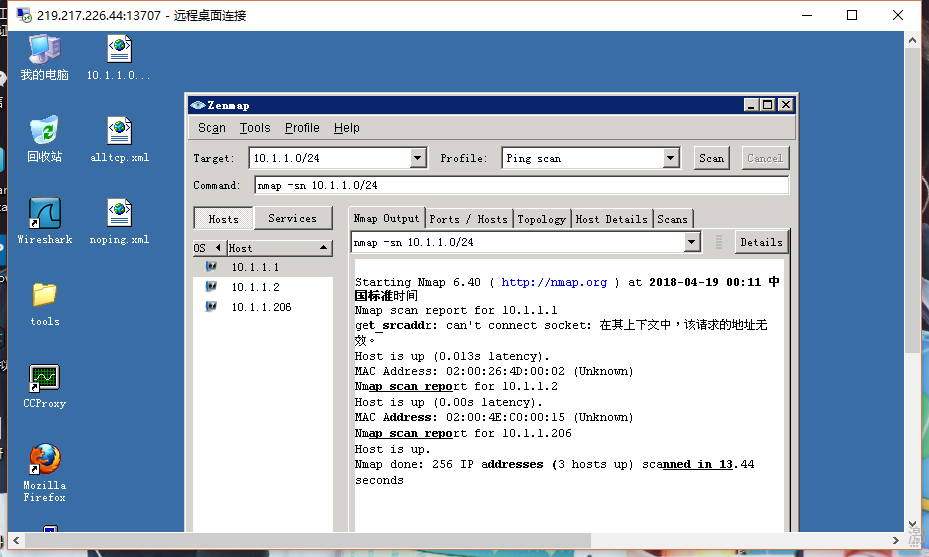 219.217.226.44:13707 - 远程桌面连接
我的电脑
10.1.1.0...
回收站
alltcp.xml
Wireshark
noping.xml
tools
CCProxy
Mozilla
Firefox
Zenmap
Scan Tools Profile Help
Target: 10.1.1.0/24 Profile: Ping scan Scan Cancel
Command: nmap -sn 10.1.1.0/24
Hosts Services
Nmap Output Ports / Hosts Topology Host Details Scans
OS Host
nmap -sn 10.1.1.0/24 Details
10.1.1.1
10.1.1.2
10.1.1.206
Starting Nmap 6.40 ( http://nmap.org ) at 2018-04-19 00:11 中
国标准时间
Nmap scan report for 10.1.1.1
get_srcaddr: can't connect socket: 在其上下文中，该请求的地址无
效。
Host is up (0.013s latency).
MAC Address: 02:00:26:4D:00:02 (Unknown)
Nmap scan report for 10.1.1.2
Host is up (0.00s latency).
MAC Address: 02:00:4E:C0:00:15 (Unknown)
Nmap scan report for 10.1.1.206
Host is up.
Nmap done: 256 IP addresses (3 hosts up) scanned in 13.44
seconds